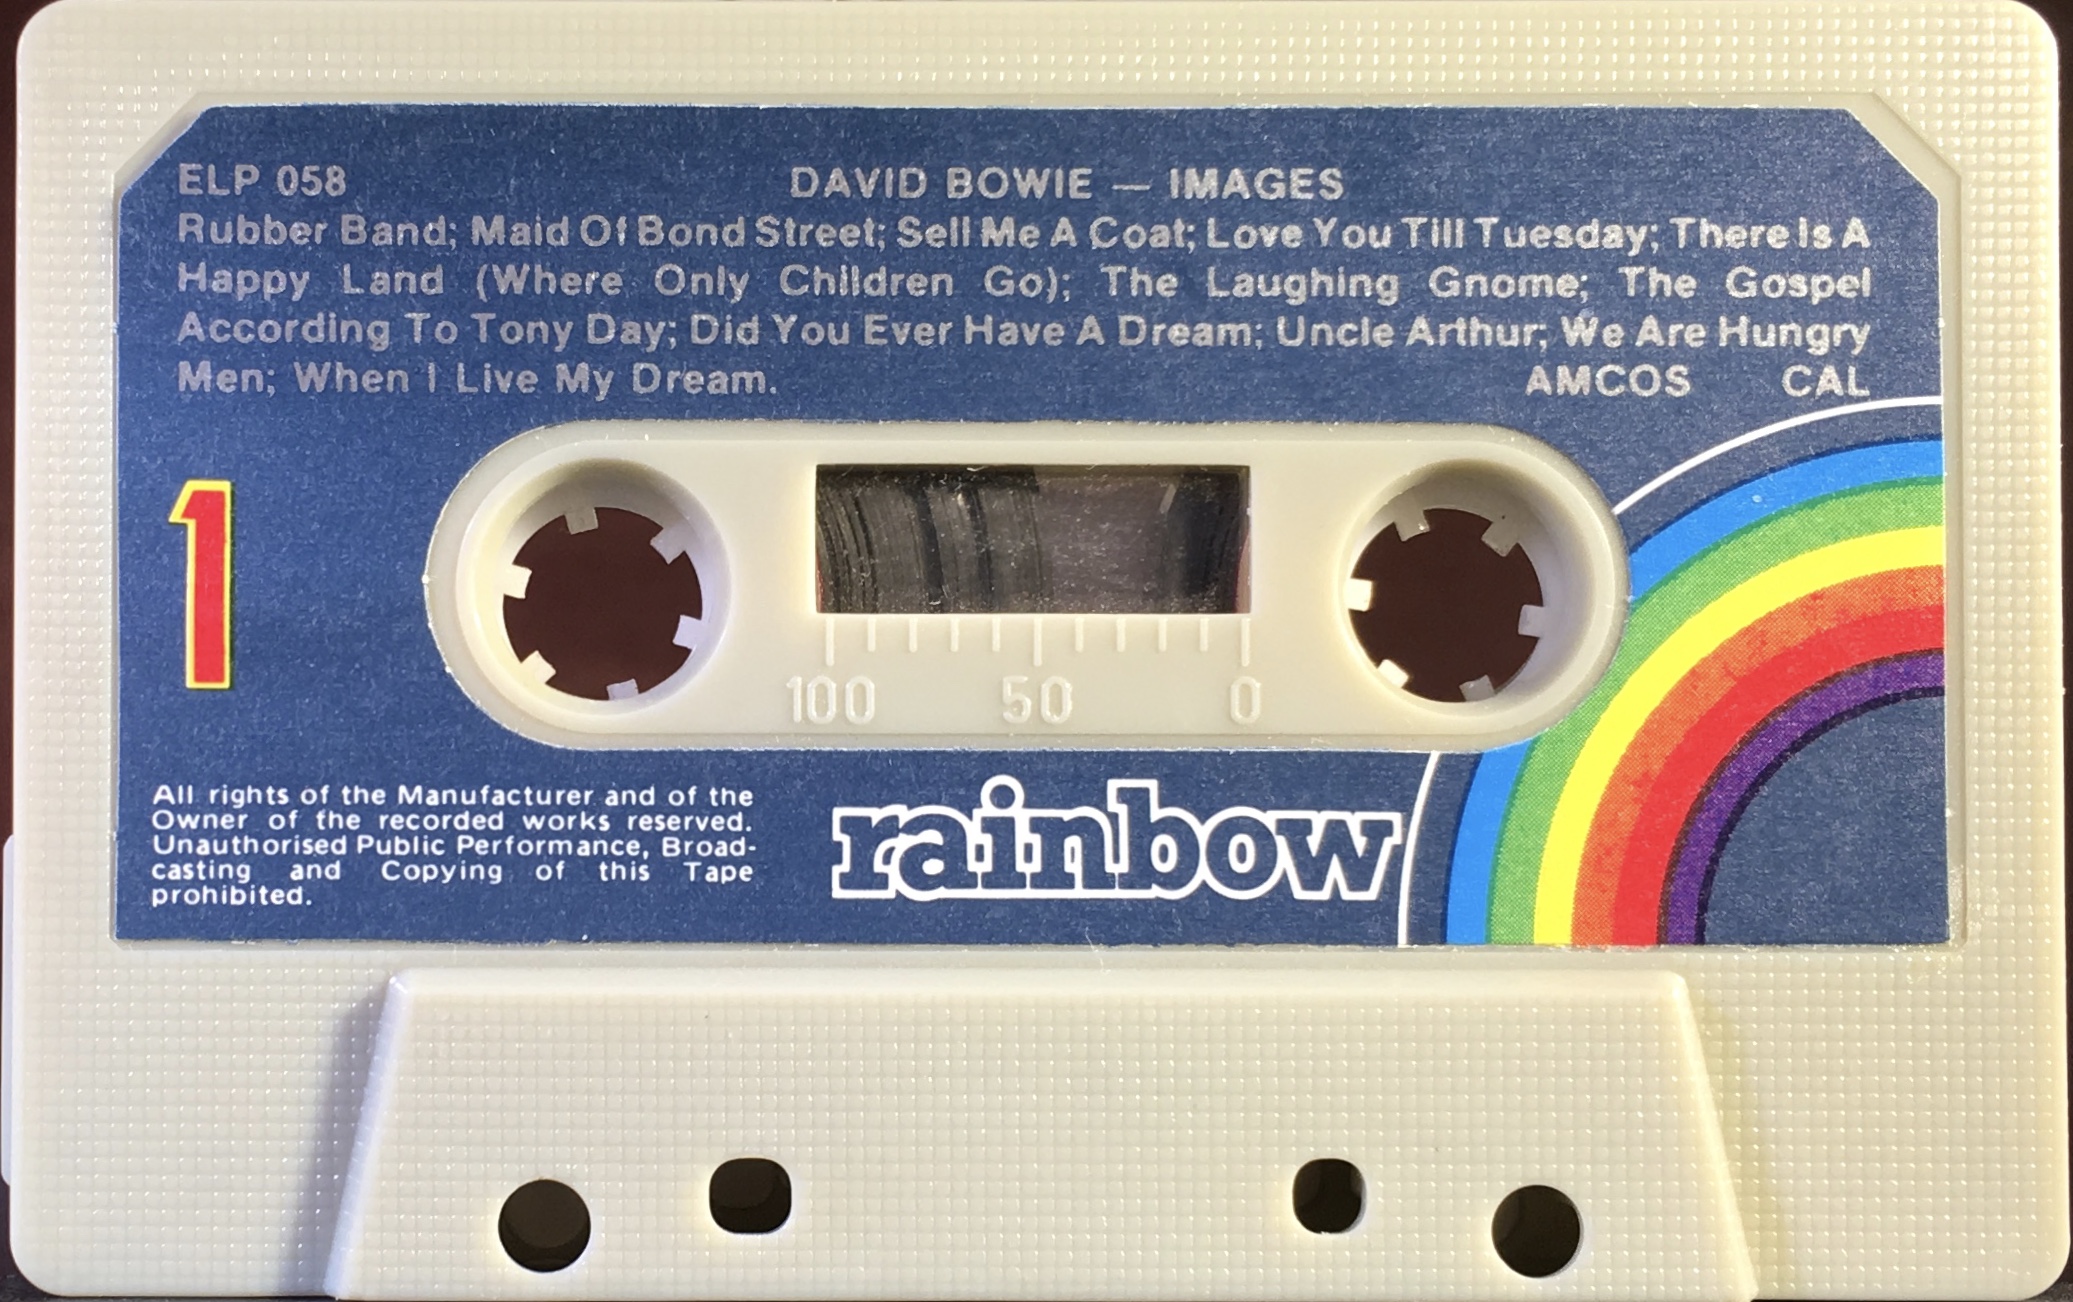 ELP 058 DAVID BOWIE — IMAGES
Rubber Band; Maid Of Bond Street; Sell Me A Coat; Love You Till Tuesday; There Is A
Happy Land (Where Only Children Go); The Laughing Gnome; The Gospel
According To Tony Day; Did You Ever Have A Dream; Uncle Arthur; We Are Hungry
Men; When I Live My Dream. AMCOS CAL
1
100 50 0
All rights of the Manufacturer and of the
Owner of the recorded works reserved.
Unauthorised Public Performance, Broad-
casting and Copying of this Tape
prohibited.
rainbow